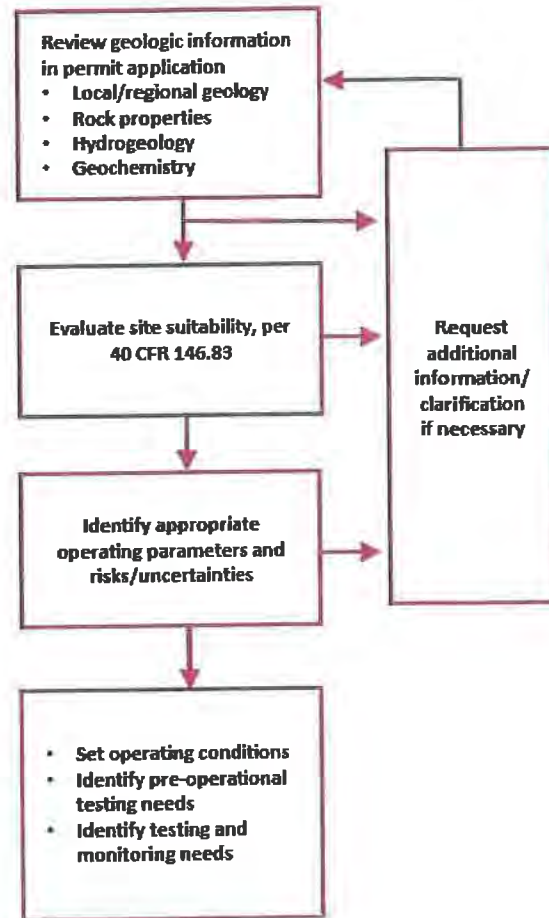 Review geologic information
in permit application
• Local/regional geology
• Rock properties
• Hydrogeology
• Geochemistry
Evaluate site suitability, per
40 CFR 146.83
Request
additional
information/
clarification
if necessary
Identify appropriate
operating parameters and
risks/uncertainties
• Set operating conditions
• Identify pre-operational
testing needs
• Identify testing and
monitoring needs